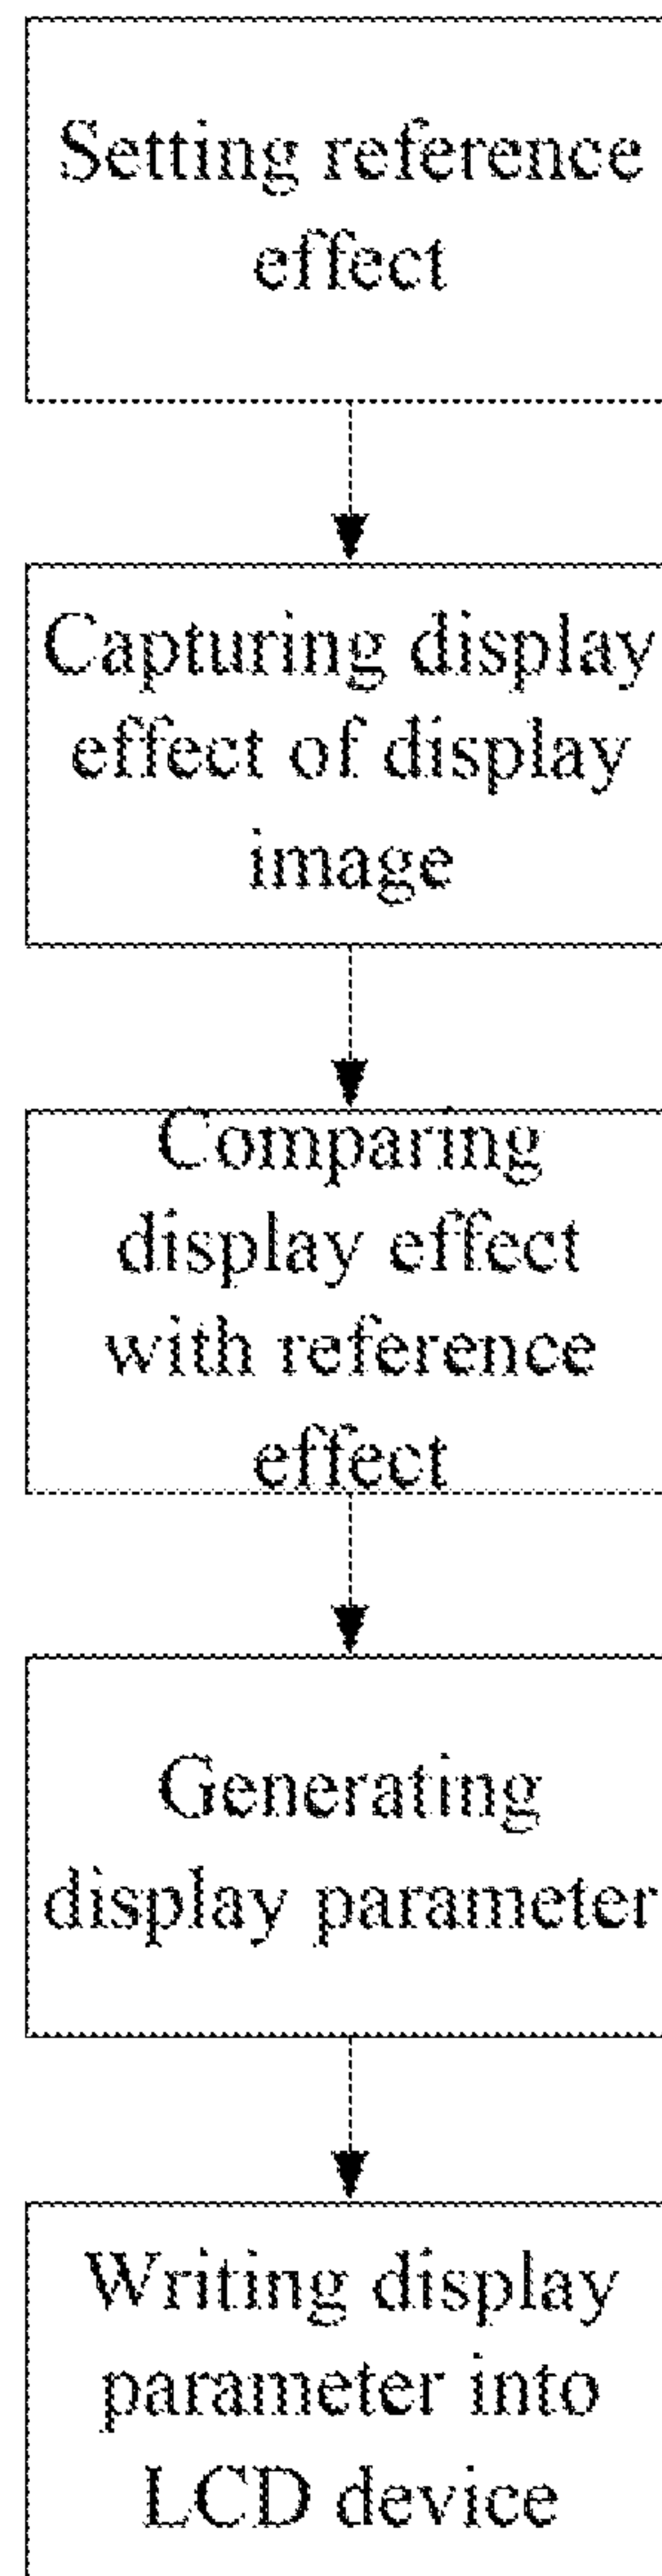 Setting reference
effect
Capturing display
effect of display
image
Comparing
display effect
with reference
effect
Generating
display parameter
Writing display
parameter into
LCD device